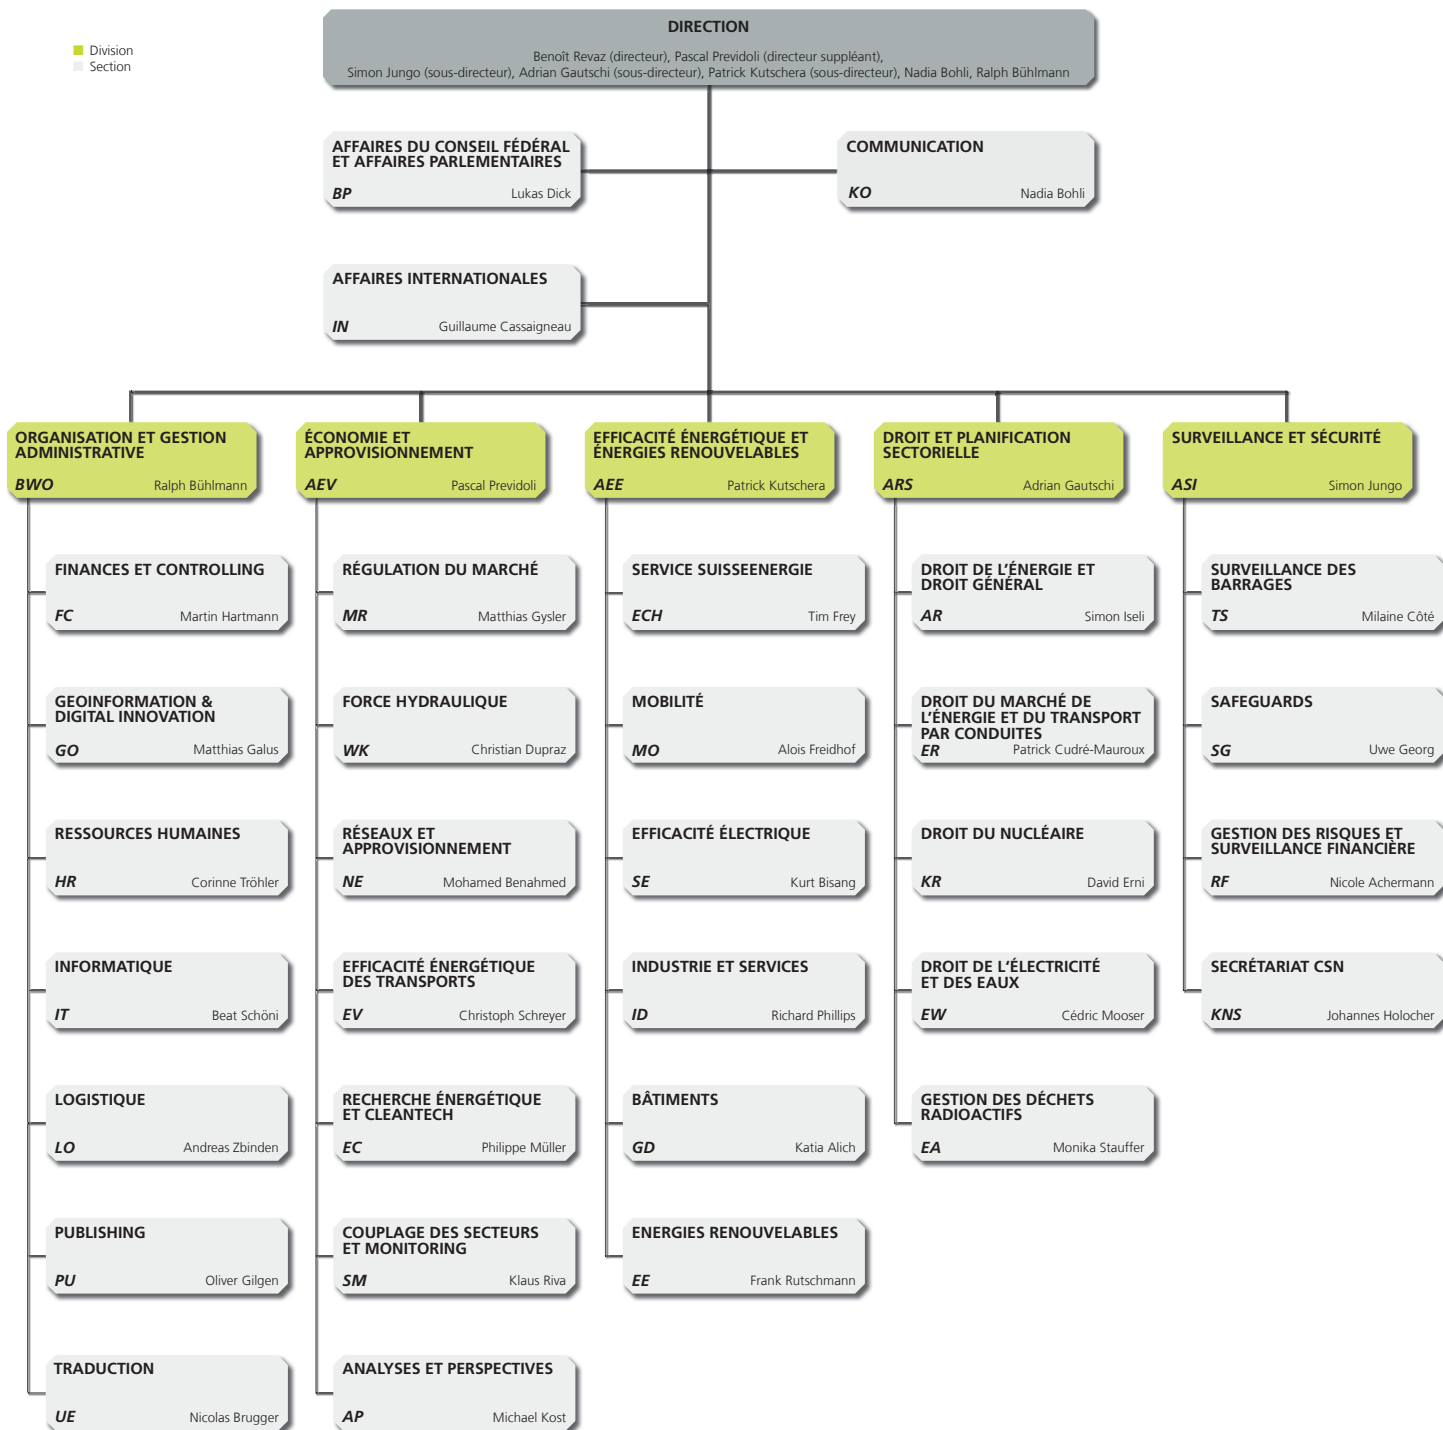 Division
Section
DIRECTION
Benoît Revaz (directeur), Pascal Previdoli (directeur suppléant),
Simon Jungo (sous-directeur), Adrian Gautschi (sous-directeur), Patrick Kutschera (sous-directeur), Nadia Bohli, Ralph Bühlmann
AFFAIRES DU CONSEIL FÉDÉRAL
ET AFFAIRES PARLEMENTAIRES
BP Lukas Dick
COMMUNICATION
KO Nadia Bohli
AFFAIRES INTERNATIONALES
IN Guillaume Cassaigneau
ORGANISATION ET GESTION
ADMINISTRATIVE
BWO Ralph Bühlmann
FINANCES ET CONTROLLING
FC Martin Hartmann
GEOINFORMATION &
DIGITAL INNOVATION
GO Matthias Galus
RESSOURCES HUMAINES
HR Corinne Tröhler
INFORMATIQUE
IT Beat Schöni
LOGISTIQUE
LO Andreas Zbinden
PUBLISHING
PU Oliver Gilgen
TRADUCTION
UE Nicolas Brugger
ÉCONOMIE ET
APPROVISIONNEMENT
AEV Pascal Previdoli
RÉGULATION DU MARCHÉ
MR Matthias Gysler
FORCE HYDRAULIQUE
WK Christian Dupraz
RÉSEAUX ET
APPROVISIONNEMENT
NE Mohamed Benahmed
EFFICACITÉ ÉNERGÉTIQUE
DES TRANSPORTS
EV Christoph Schreyer
RECHERCHE ÉNERGÉTIQUE
ET CLEANTECH
EC Philippe Müller
COUPLAGE DES SECTEURS
ET MONITORING
SM Klaus Riva
ANALYSES ET PERSPECTIVES
AP Michael Kost
EFFICACITÉ ÉNERGÉTIQUE ET
ÉNERGIES RENOUVELABLES
AEE Patrick Kutschera
SERVICE SUISSEENERGIE
ECH Tim Frey
MOBILITÉ
MO Alois Freidhof
EFFICACITÉ ÉLECTRIQUE
SE Kurt Bisang
INDUSTRIE ET SERVICES
ID Richard Phillips
BÂTIMENTS
GD Katia Alich
ENERGIES RENOUVELABLES
EE Frank Rutschmann
DROIT ET PLANIFICATION
SECTORIELLE
ARS Adrian Gautschi
DROIT DE L'ÉNERGIE ET
DROIT GÉNÉRAL
AR Simon Iseli
DROIT DU MARCHÉ DE
L'ÉNERGIE ET DU TRANSPORT
PAR CONDUITES
ER Patrick Cudré-Mauroux
DROIT DU NUCLÉAIRE
KR David Erni
DROIT DE L'ÉLECTRICITÉ
ET DES EAUX
EW Cédric Mooser
GESTION DES DÉCHETS
RADIOACTIFS
EA Monika Stauffer
SURVEILLANCE ET SÉCURITÉ
ASI Simon Jungo
SURVEILLANCE DES
BARRAGES
TS Milaine Côté
SAFEGUARDS
SG Uwe Georg
GESTION DES RISQUES ET
SURVEILLANCE FINANCIÈRE
RF Nicole Achermann
SECRÉTARIAT CSN
KNS Johannes Holocher